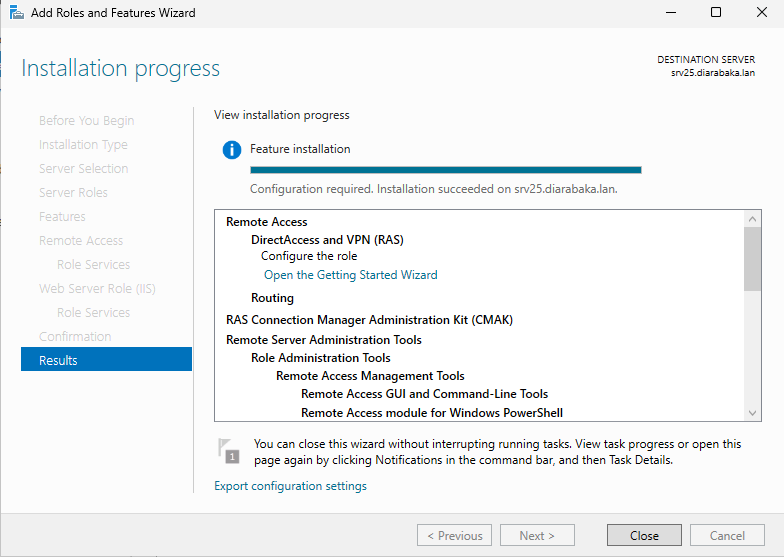 Add Roles and Features Wizard
Installation progress
DESTINATION SERVER
srv25.diarabaka.lan
Before You Begin
Installation Type
Server Selection
Server Roles
Features
Remote Access
Role Services
Web Server Role (IIS)
Role Services
Confirmation
Results
View installation progress
Feature installation
Configuration required. Installation succeeded on srv25.diarabaka.lan.
Remote Access
DirectAccess and VPN (RAS)
Configure the role
Open the Getting Started Wizard
Routing
RAS Connection Manager Administration Kit (CMAK)
Remote Server Administration Tools
Role Administration Tools
Remote Access Management Tools
Remote Access GUI and Command-Line Tools
Remote Access module for Windows PowerShell
1
You can close this wizard without interrupting running tasks. View task progress or open this
page again by clicking Notifications in the command bar, and then Task Details.
Export configuration settings
< Previous
Next >
Close
Cancel